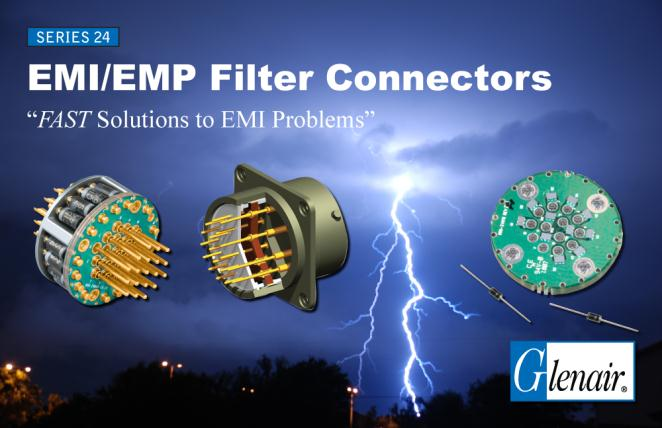 SERIES 24
EMI/EMP Filter Connectors
“FAST Solutions to EMI Problems”
Glenair®